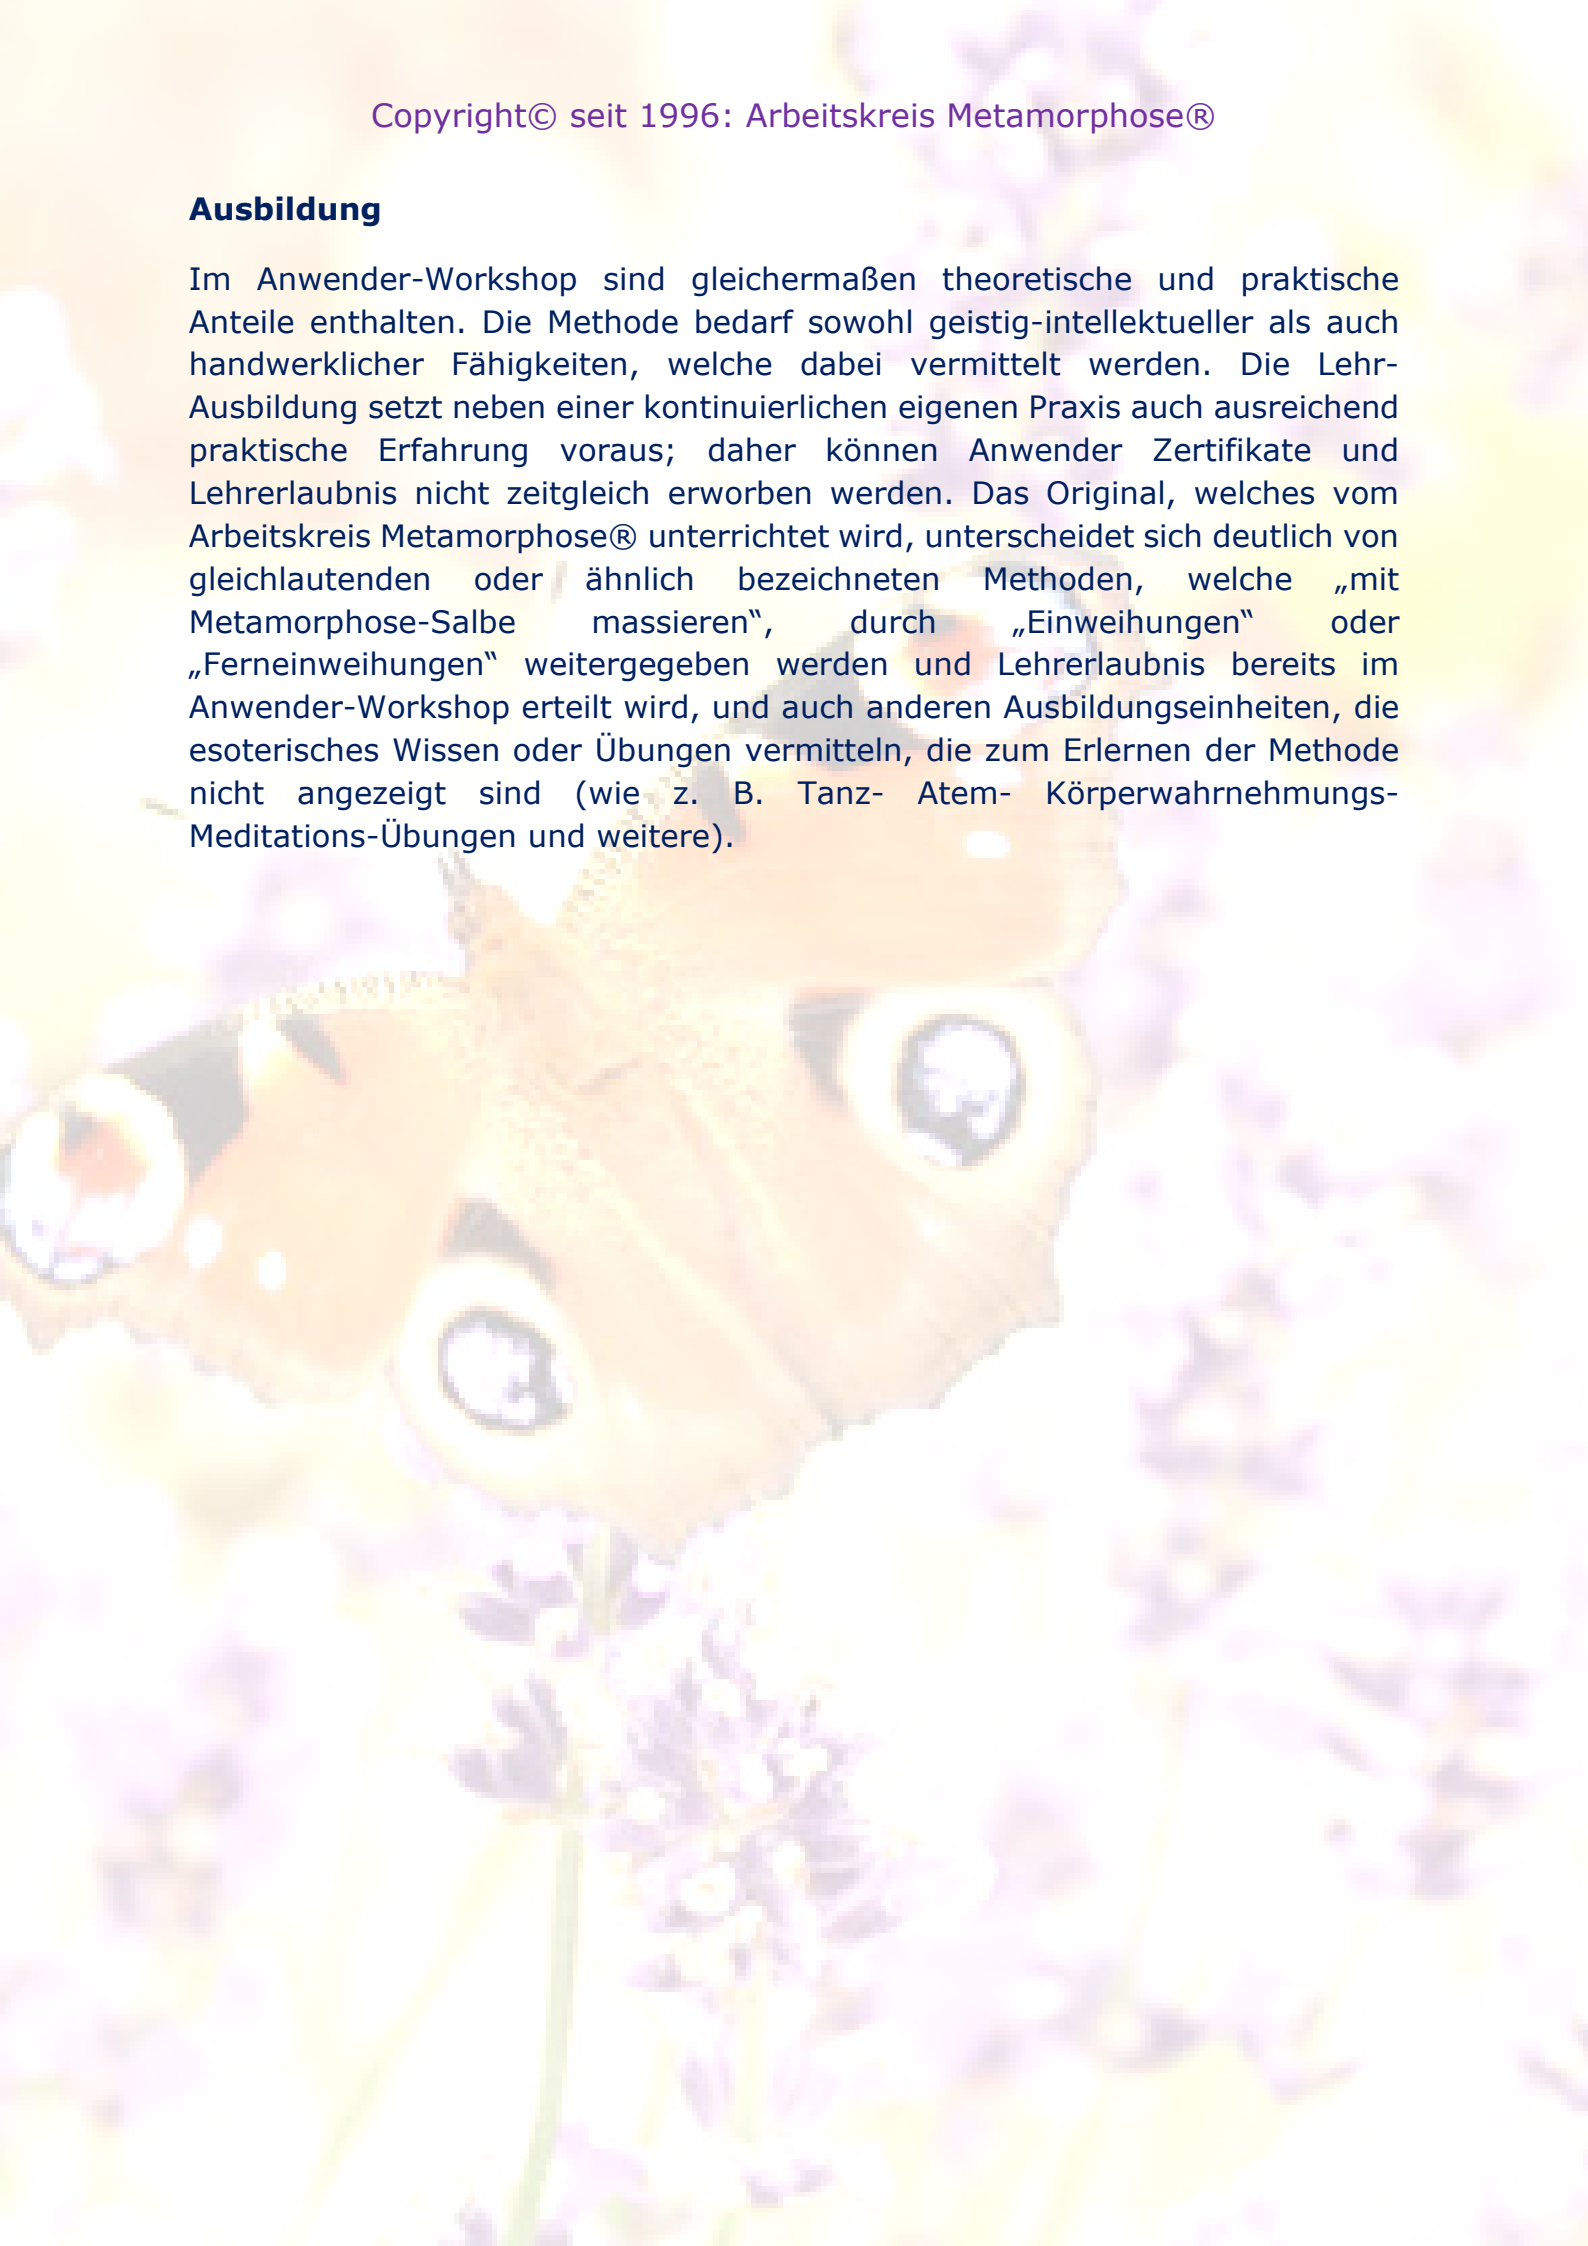 Copyright© seit 1996: Arbeitskreis Metamorphose®
Ausbildung
Im Anwender-Workshop sind gleichermaßen theoretische und praktische
Anteile enthalten. Die Methode bedarf sowohl geistig-intellektueller als auch
handwerklicher Fähigkeiten, welche dabei vermittelt werden. Die Lehr-
Ausbildung setzt neben einer kontinuierlichen eigenen Praxis auch ausreichend
praktische Erfahrung voraus; daher können Anwender Zertifikate und
Lehrerlaubnis nicht zeitgleich erworben werden. Das Original, welches vom
Arbeitskreis Metamorphose® unterrichtet wird, unterscheidet sich deutlich von
gleichlautenden oder ähnlich bezeichneten Methoden, welche „mit
Metamorphose-Salbe massieren“, durch „Einweihungen“ oder
„Ferneinweihungen“ weitergegeben werden und Lehrerlaubnis bereits im
Anwender-Workshop erteilt wird, und auch anderen Ausbildungseinheiten, die
esoterisches Wissen oder Übungen vermitteln, die zum Erlernen der Methode
nicht angezeigt sind (wie z. B. Tanz- Atem- Körperwahrnehmungs-
Meditations-Übungen und weitere).